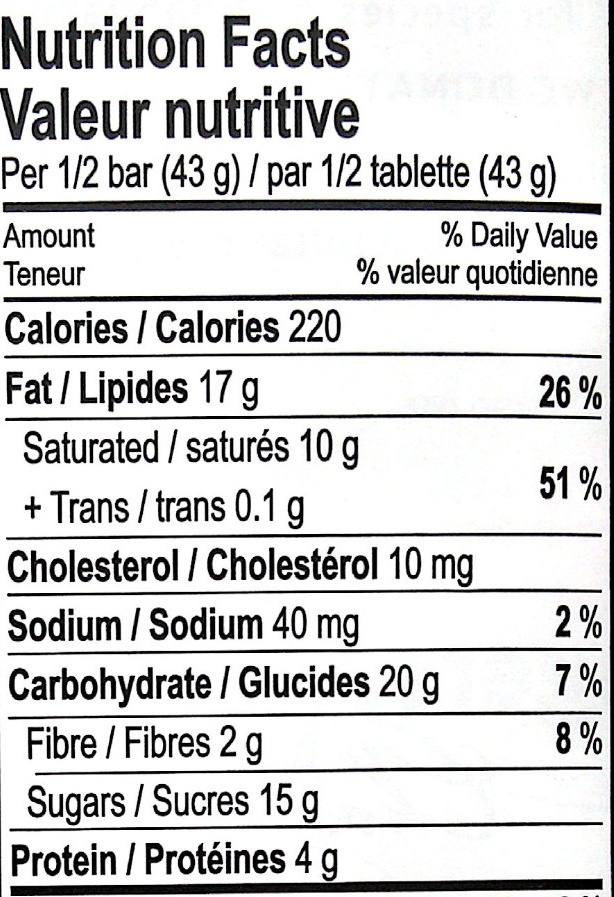 Nutrition Facts
Valeur nutritive
Per 1/2 bar (43 g) / par 1/2 tablette (43 g)
Amount % Daily Value
Teneur % valeur quotidienne
Calories / Calories 220
Fat / Lipides 17 g 26 %
Saturated / saturés 10 g
+ Trans / trans 0.1 g 51 %
Cholesterol / Cholestérol 10 mg
Sodium / Sodium 40 mg 2 %
Carbohydrate / Glucides 20 g 7 %
Fibre / Fibres 2 g 8 %
Sugars / Sucres 15 g
Protein / Protéines 4 g